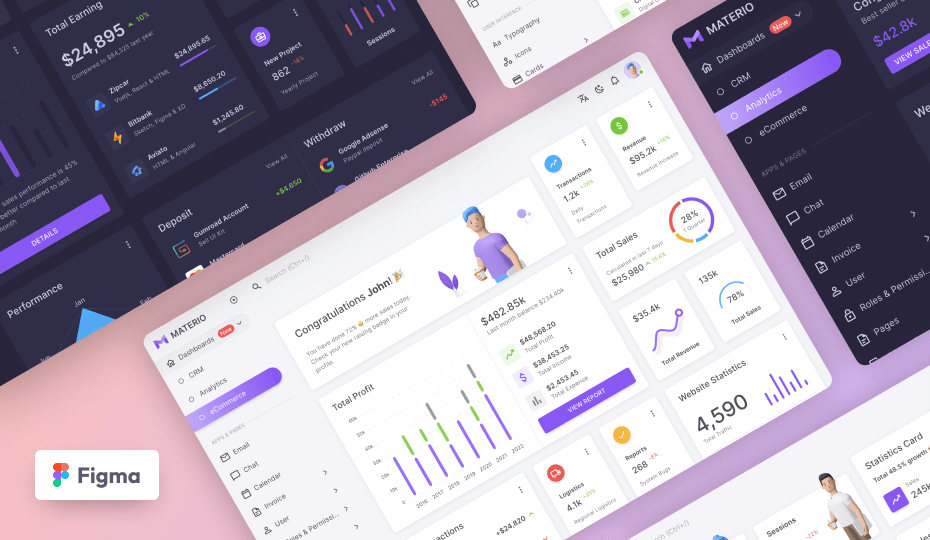 Total Earning
$24,895
10%
Compared to $84,325 last year
Zipcar
Vuejs, React & HTML
$24,895.65
Bitbank
Sketch, Figma & XD
$8,650.20
Aviato
HTML & Angular
$1,245.80
New Project
862
-18%
Yearly Project
Sessions
sales performance is 45%
better compared to last
month
DETAILS
Performance
Jan
Feb
Deposit
View All
Gumroad Account
Sell UI Kit
+$4,650
Mastercard
Withdraw
View All
Google Adsense
Paypal deposit
-$145
Github Enterprise
USER INTERFACE
Aa Typography
Icons
Cards
MATERIO
Dashboards
New
CRM
Analytics
eCommerce
APPS & PAGES
Email
Chat
Calendar
Invoice
User
Roles & Permissi...
Pages
Best seller
$42.8k
VIEW SALES
MATERIO
Dashboards
New
CRM
Analytics
eCommerce
APPS & PAGES
Email
Chat
Calendar
Invoice
User
Roles & Permissi...
Pages
Search (Ctrl+/)
Congratulations John! 🎉
You have done 72% 🤩 more sales today.
Check your new raising badge in your
profile.
Transactions
1.2k
Daily
Transactions
Revenue
$95.2k
Revenue Increase
Total Profit
80k
10k
0
2016
2017
2018
2019
2020
2021
2022
$482.85k
Last month balance $234.40k
$48,568.20
Total Profit
$38,453.25
Total Income
$2,453.45
Total Expense
VIEW REPORT
Total Sales
Calculated in last 7 days
$25,980
28%
1 Quarter
$35.4k
Total Revenue
135k
78%
Total Sales
Website Statistics
4,590
Total Traffic
Logistics
4.1k
Regional Logistics
Reports
268
-8%
System Bugs
+$24,820
Search (Ctrl+/)
Sessions
-22%
Statistics Card
Total 48.5% growth
Sales
245k
Figma